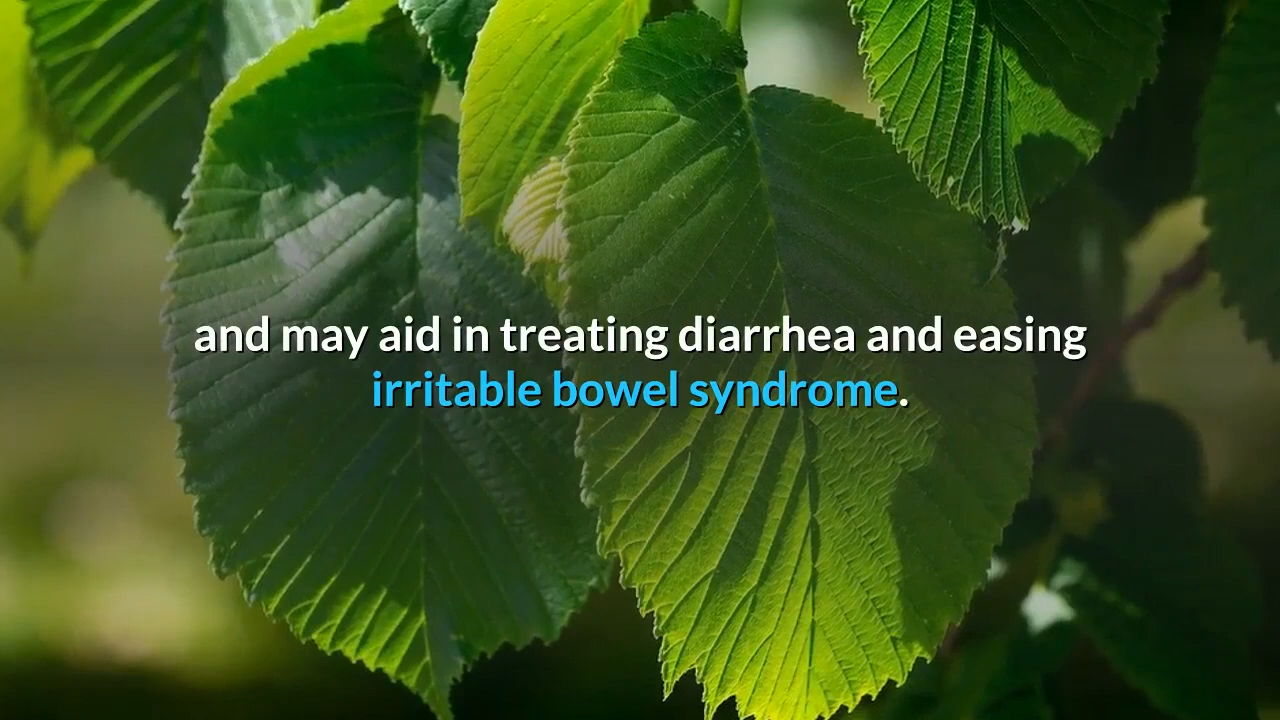 and may aid in treating diarrhea and easing
irritable bowel syndrome.